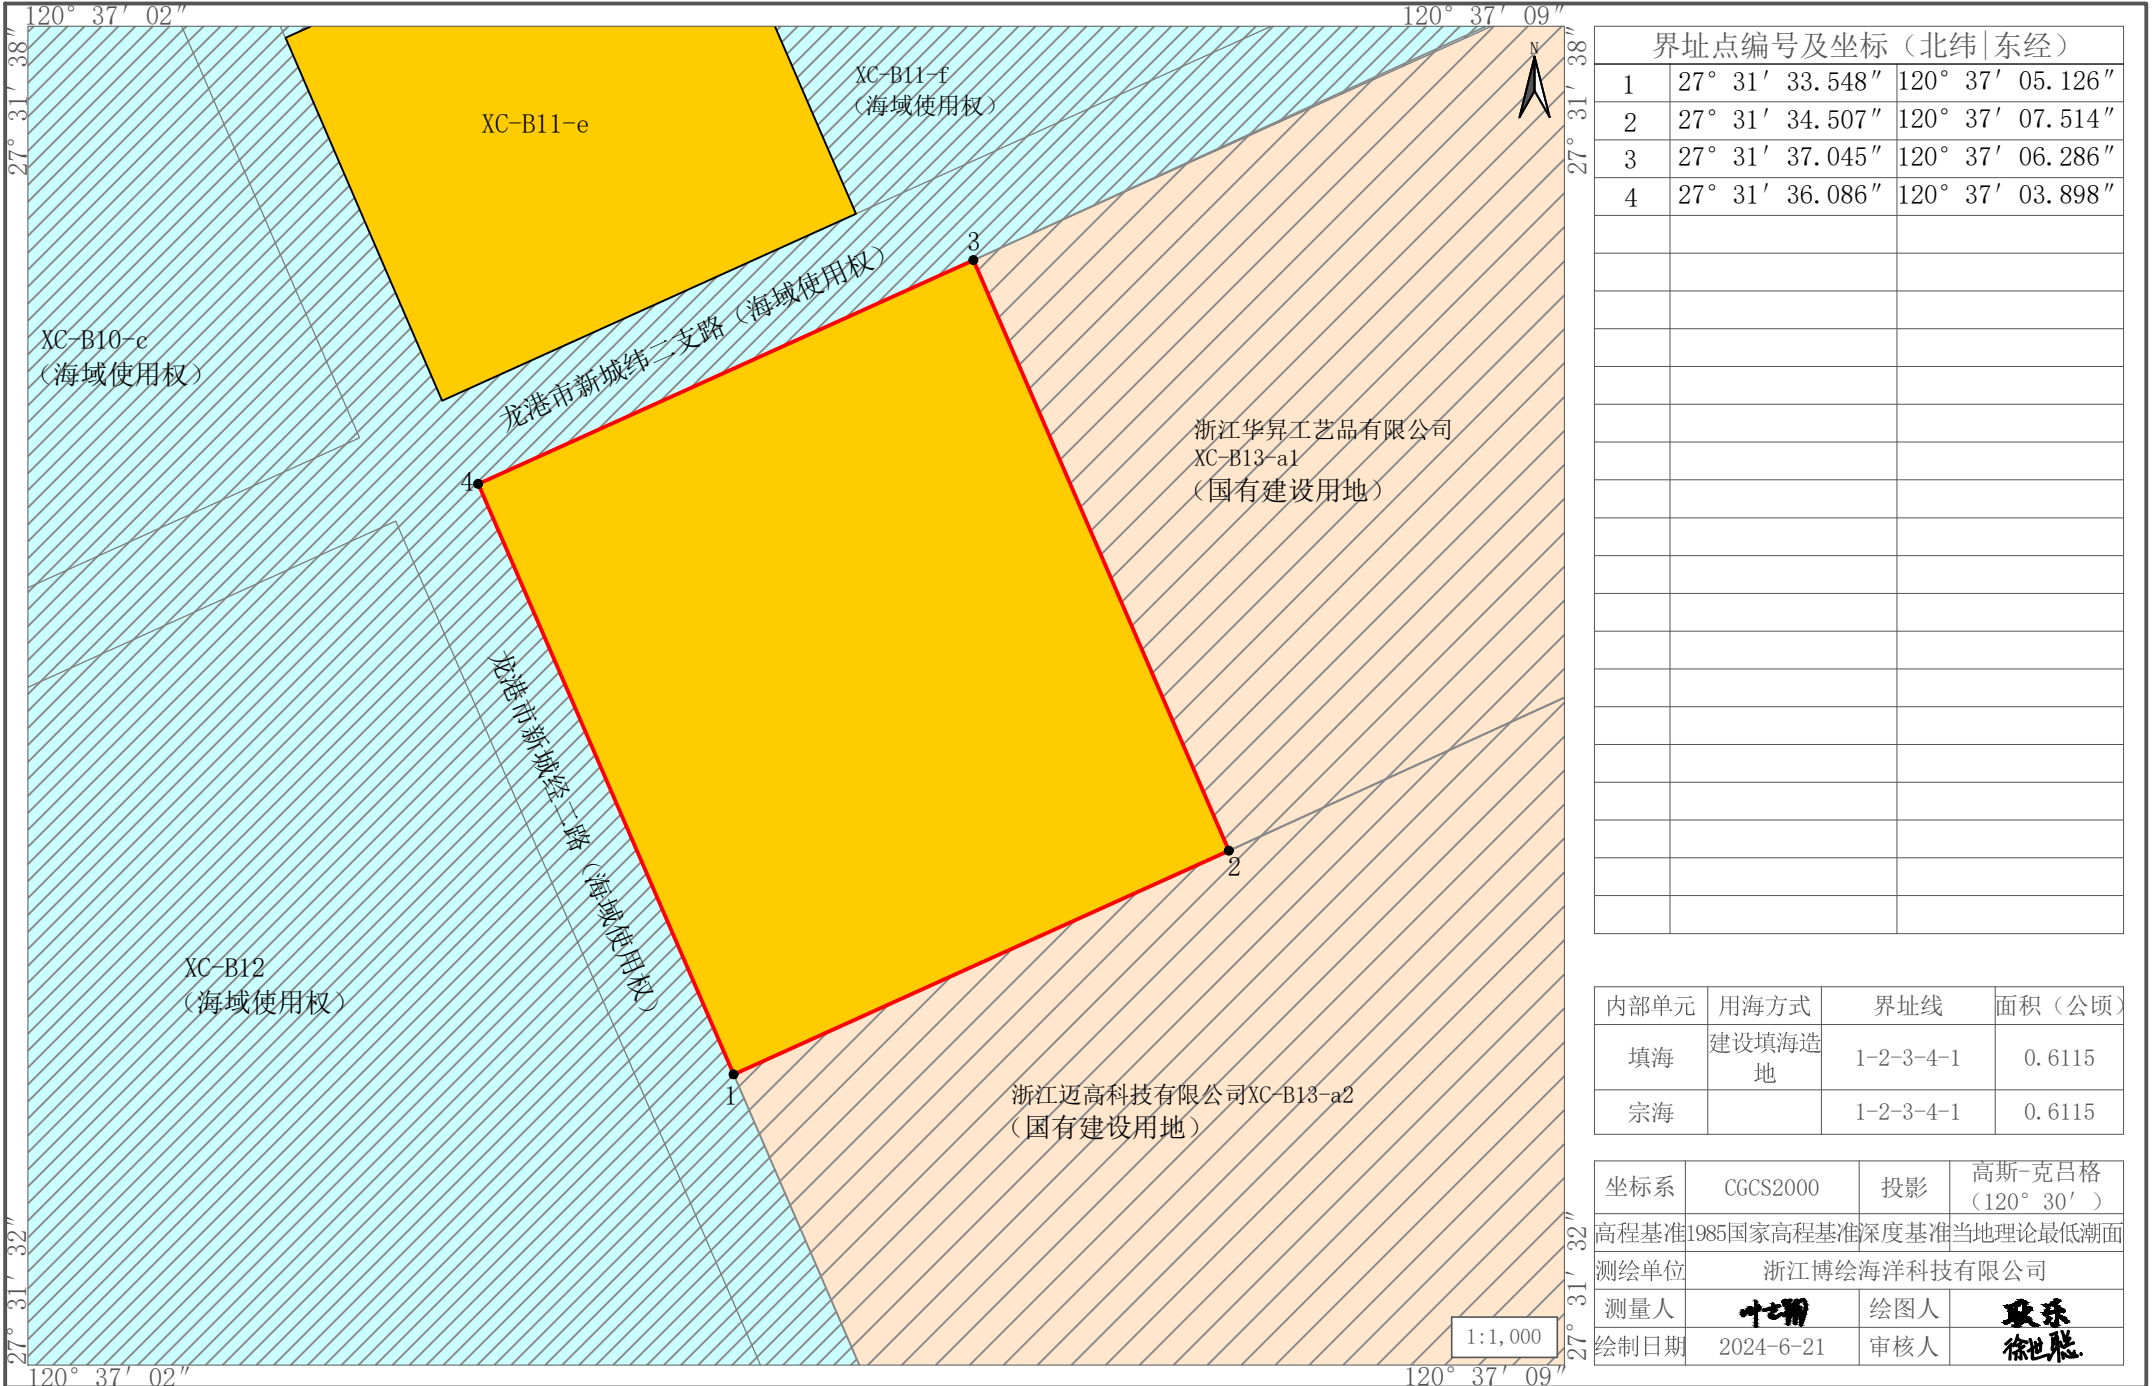 120° 37′ 02″
120° 37′ 09″
27° 31′ 38″
27° 31′ 38″
N
XC-B11-e
XC-B11-f
（海域使用权）
3
龙港市新城纬二支路（海域使用权）
XC-B10-c
（海域使用权）
4
浙江华昇工艺品有限公司
XC-B13-a1
（国有建设用地）
龙港市新城经二路（海域使用权）
2
XC-B12
（海域使用权）
1
浙江迈高科技有限公司XC-B13-a2
（国有建设用地）
1:1,000
27° 31′ 32″
27° 31′ 32″
120° 37′ 02″
120° 37′ 09″
界址点编号及坐标（北纬|东经）
1 27° 31′ 33.548″ 120° 37′ 05.126″
2 27° 31′ 34.507″ 120° 37′ 07.514″
3 27° 31′ 37.045″ 120° 37′ 06.286″
4 27° 31′ 36.086″ 120° 37′ 03.898″
内部单元 用海方式 界址线 面积（公顷）
填海 建设填海造地 1-2-3-4-1 0.6115
宗海 1-2-3-4-1 0.6115
坐标系 CGCS2000 投影 高斯-克吕格（120° 30′ ）
高程基准 1985国家高程基准 深度基准 当地理论最低潮面
测绘单位 浙江博绘海洋科技有限公司
测量人 绘图人
绘制日期 2024-6-21 审核人 徐世聪